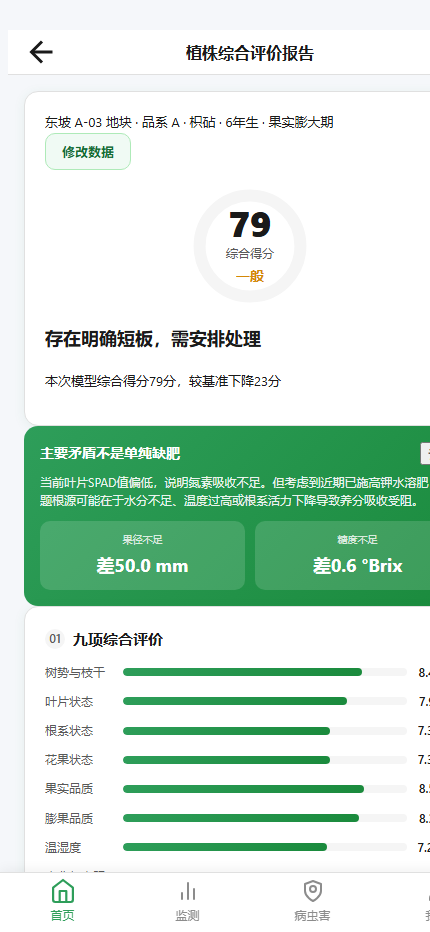 植株综合评价报告
东坡 A-03 地块 · 品系 A · 枳砧 · 6年生 · 果实膨大期
修改数据
79
综合得分
一般
存在明确短板，需安排处理
本次模型综合得分79分，较基准下降23分
主要矛盾不是单纯缺肥
当前叶片SPAD值偏低，说明氮素吸收不足。但考虑到近期已施高钾水溶肥
题根源可能在于水分不足、温度过高或根系活力下降导致养分吸收受阻。
果径不足
糖度不足
差50.0 mm
差0.6 °Brix
01 九项综合评价
树势与枝干 8.
叶片状态 7.
根系状态 7.3
花果状态 7.3
果实品质 8.
膨果品质 8.
温湿度 7.2
首页
监测
病虫害